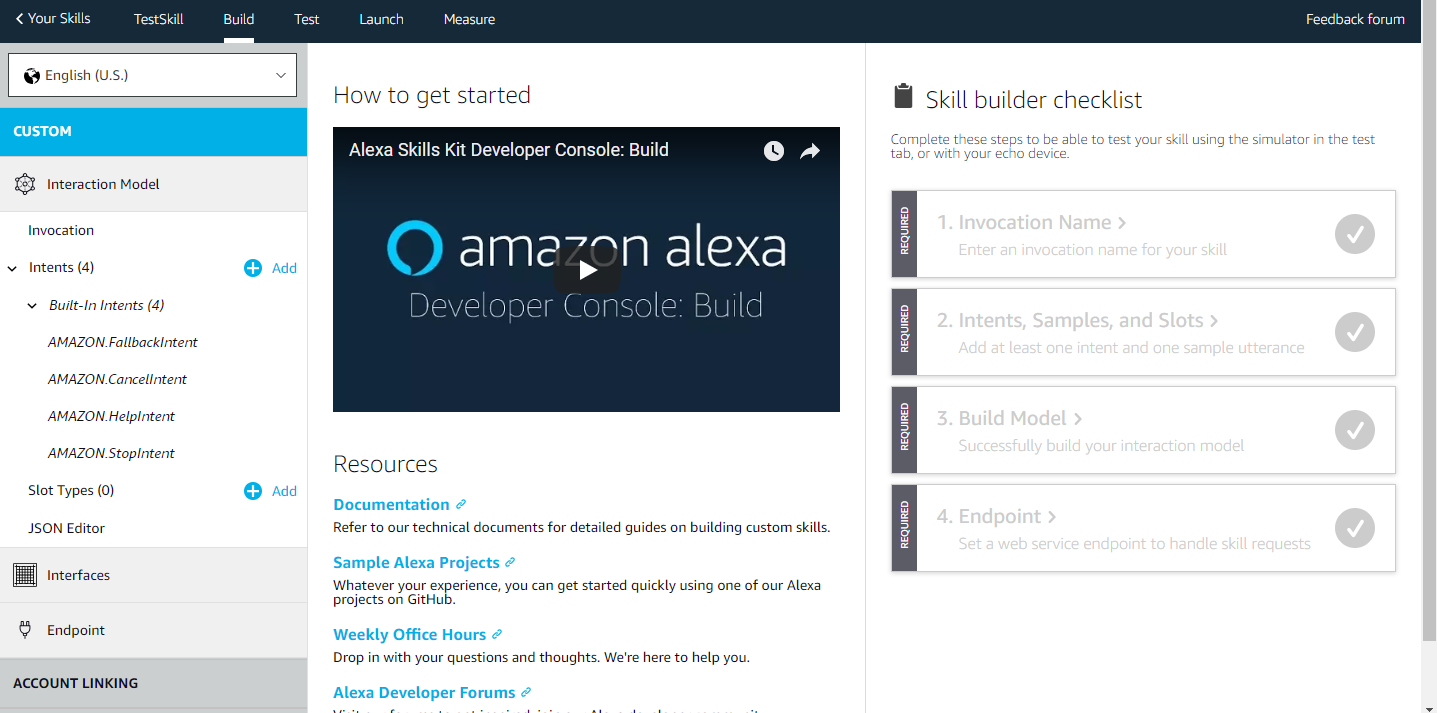 Your Skills
TestSkill
Build
Test
Launch
Measure
Feedback forum
English (U.S.)
CUSTOM
Interaction Model
Invocation
Intents (4)
Add
Built-In Intents (4)
AMAZON.FallbackIntent
AMAZON.CancelIntent
AMAZON.HelpIntent
AMAZON.StopIntent
Slot Types (0)
Add
JSON Editor
Interfaces
Endpoint
ACCOUNT LINKING
How to get started
Alexa Skills Kit Developer Console: Build
amazon alexa
Developer Console: Build
Resources
Documentation
Refer to our technical documents for detailed guides on building custom skills.
Sample Alexa Projects
Whatever your experience, you can get started quickly using one of our Alexa
projects on GitHub.
Weekly Office Hours
Drop in with your questions and thoughts. We're here to help you.
Alexa Developer Forums
Skill builder checklist
Complete these steps to be able to test your skill using the simulator in the test
tab, or with your echo device.
REQUIRED
1. Invocation Name
Enter an invocation name for your skill
REQUIRED
2. Intents, Samples, and Slots
Add at least one intent and one sample utterance
REQUIRED
3. Build Model
Successfully build your interaction model
REQUIRED
4. Endpoint
Set a web service endpoint to handle skill requests